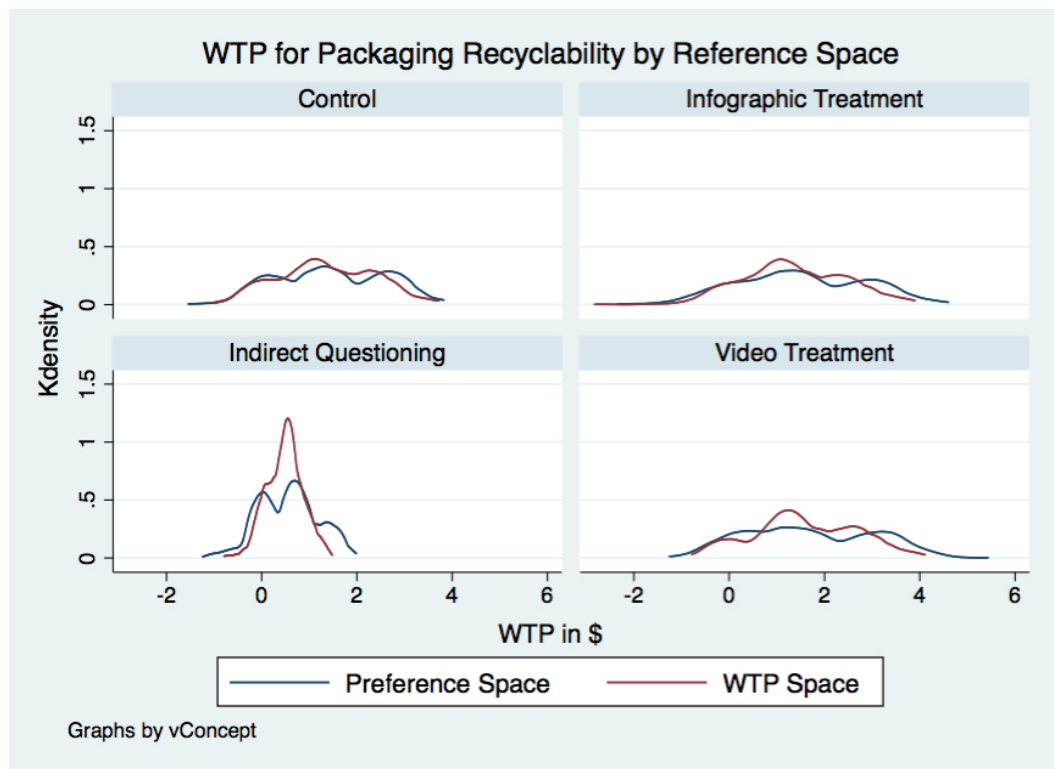 WTP for Packaging Recyclability by Reference Space
Control
Infographic Treatment
1.5
1
.5
0
Indirect Questioning
Video Treatment
1.5
1
.5
0
Kdensity
-2 0 2 4 6
-2 0 2 4 6
WTP in $
Preference Space
WTP Space
Graphs by vConcept